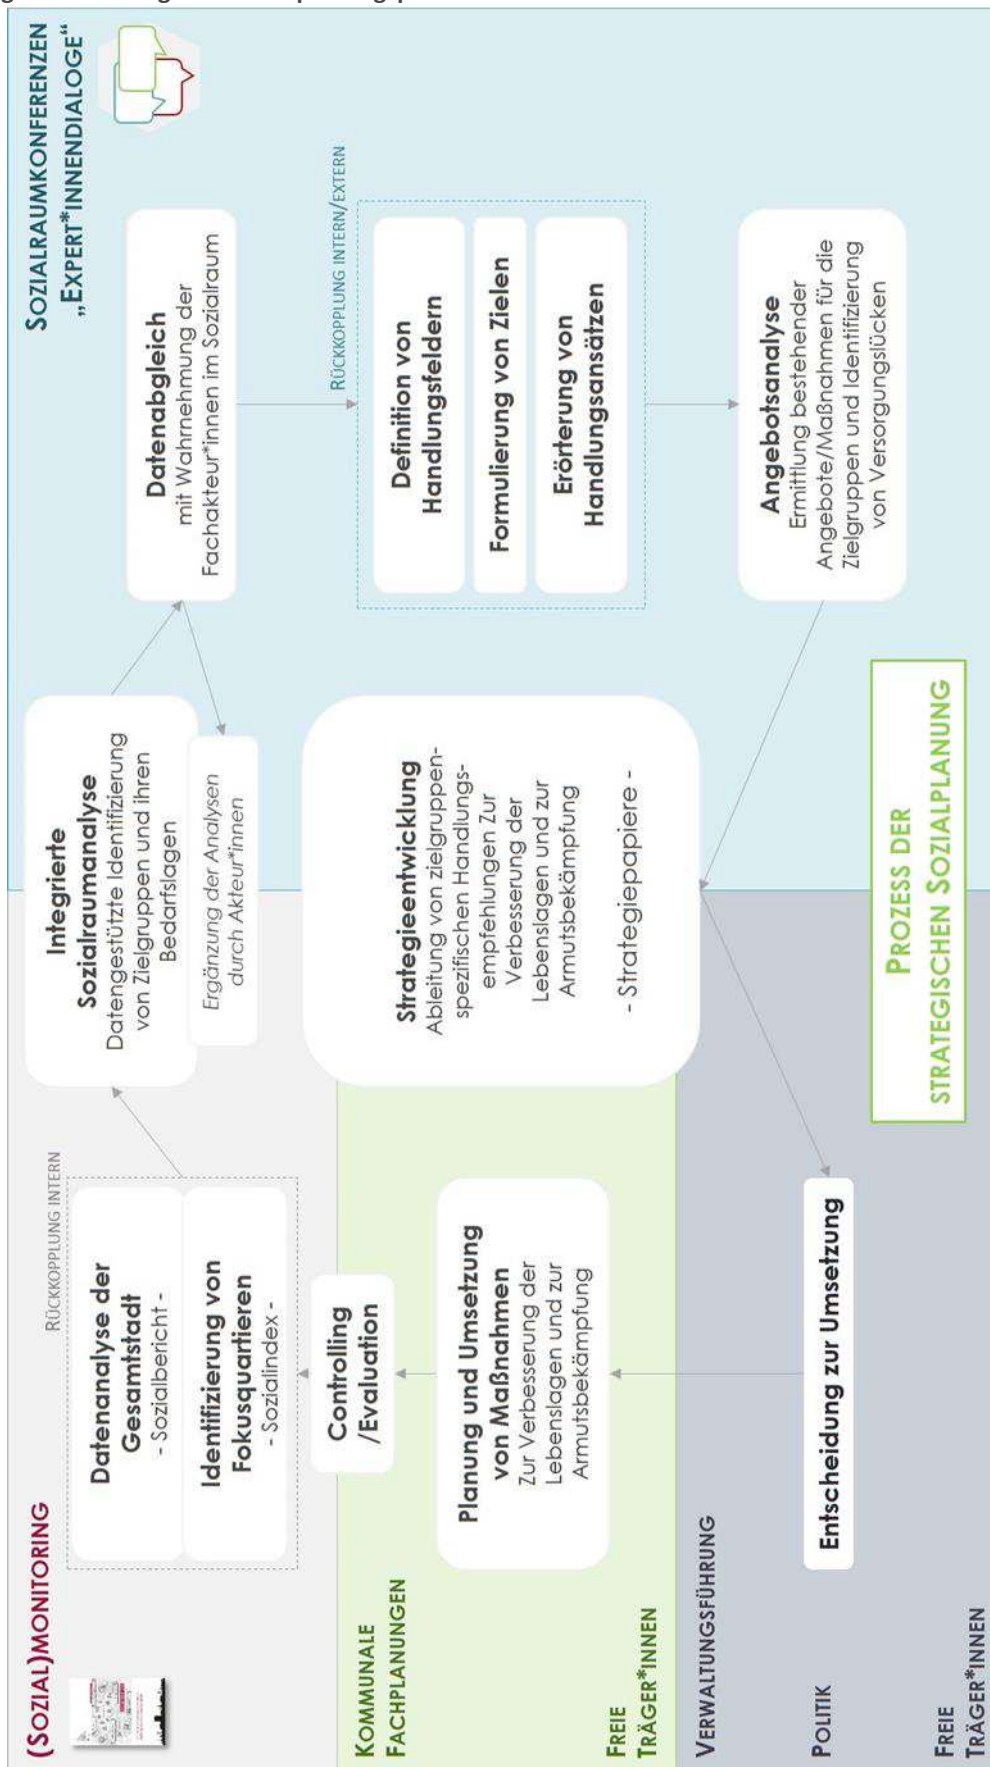 (SOZIAL)MONITORING
RÜCKKOPPLUNG INTERN
Datenanalyse der
Gesamtstadt
- Sozialbericht -
Identifizierung von
Fokusquartieren
- Sozialindex -
Integrierte
Sozialraumanalyse
Datengestützte Identifizierung
von Zielgruppen und ihren
Bedarfslagen
Ergänzung der Analysen
durch Akteur*innen
SOZIALRAUMKONFERENZEN
„EXPERT*INNENDIALOGE“
Datenabgleich
mit Wahrnehmung der
Fachakteur*innen im Sozialraum
RÜCKKOPPLUNG INTERN/EXTERN
Definition von
Handlungsfeldern
Formulierung von Zielen
Erörterung von
Handlungsansätzen
Angebotsanalyse
Ermittlung bestehender
Angebote/Maßnahmen für die
Zielgruppen und Identifizierung
von Versorgungslücken
Strategieentwicklung
Ableitung von zielgruppen-
spezifischen Handlungs-
empfehlungen Zur
Verbesserung der
Lebenslagen und zur
Armutsbekämpfung
- Strategiepapiere -
KOMMUNALE
FACHPLANUNGEN
Controlling
/Evaluation
Planung und Umsetzung
von Maßnahmen
Zur Verbesserung der
Lebenslagen und zur
Armutsbekämpfung
FREIE
TRÄGER*INNEN
VERWALTUNGSFÜHRUNG
POLITIK
Entscheidung zur Umsetzung
FREIE
TRÄGER*INNEN
PROZESS DER
STRATEGISCHEN SOZIALPLANUNG